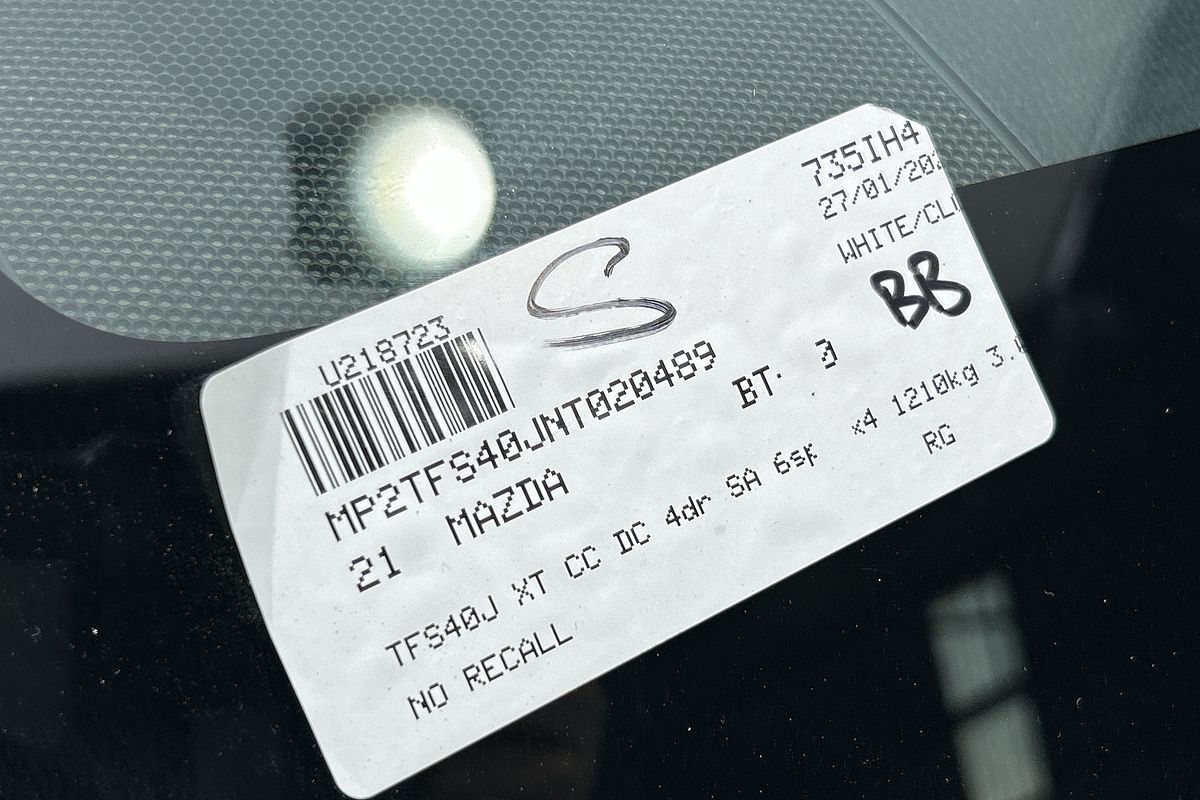 735IH4
27/01/202
WHITE/CL
U218723
S
BB
MP2TFS40JNT020489
21 MAZDA BT
TFS40J XT CC DC 4dr SA 6sp x4 1210kg 3.
NO RECALL RG